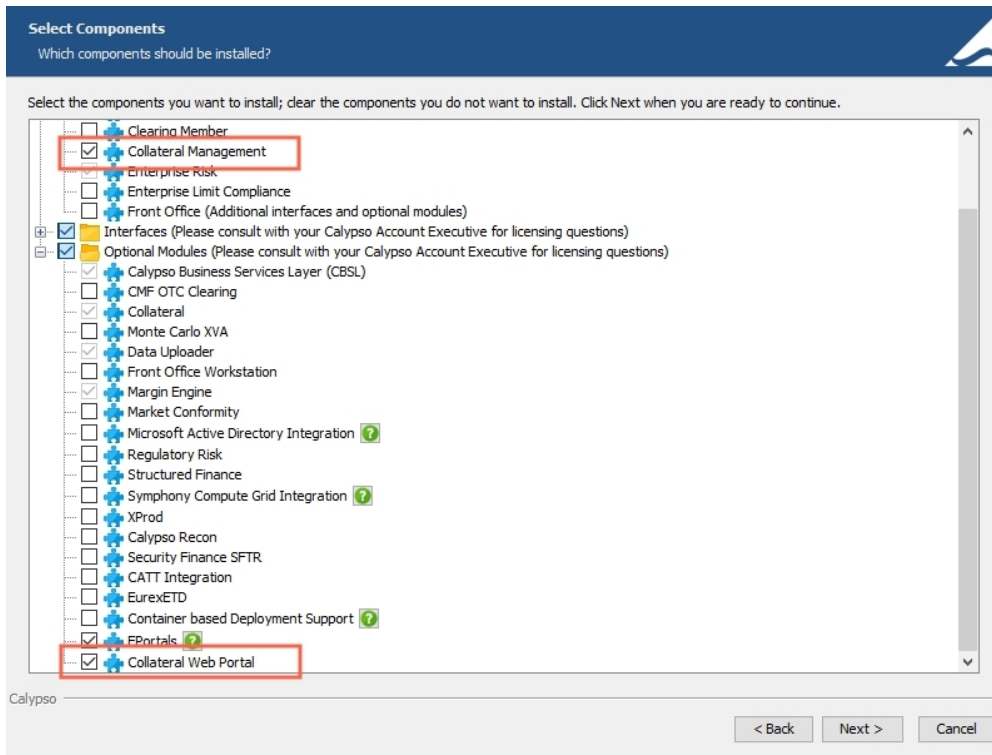 Select Components
Which components should be installed?
Select the components you want to install; clear the components you do not want to install. Click Next when you are ready to continue.
Clearing Member
Collateral Management
Enterprise Risk
Enterprise Limit Compliance
Front Office (Additional interfaces and optional modules)
Interfaces (Please consult with your Calypso Account Executive for licensing questions)
Optional Modules (Please consult with your Calypso Account Executive for licensing questions)
Calypso Business Services Layer (CBSL)
CMF OTC Clearing
Collateral
Monte Carlo XVA
Data Uploader
Front Office Workstation
Margin Engine
Market Conformity
Microsoft Active Directory Integration ?
Regulatory Risk
Structured Finance
Symphony Compute Grid Integration ?
XProd
Calypso Recon
Security Finance SFTR
CATT Integration
EurexETD
Container based Deployment Support ?
EPortals ?
Collateral Web Portal
Calypso
< Back Next > Cancel